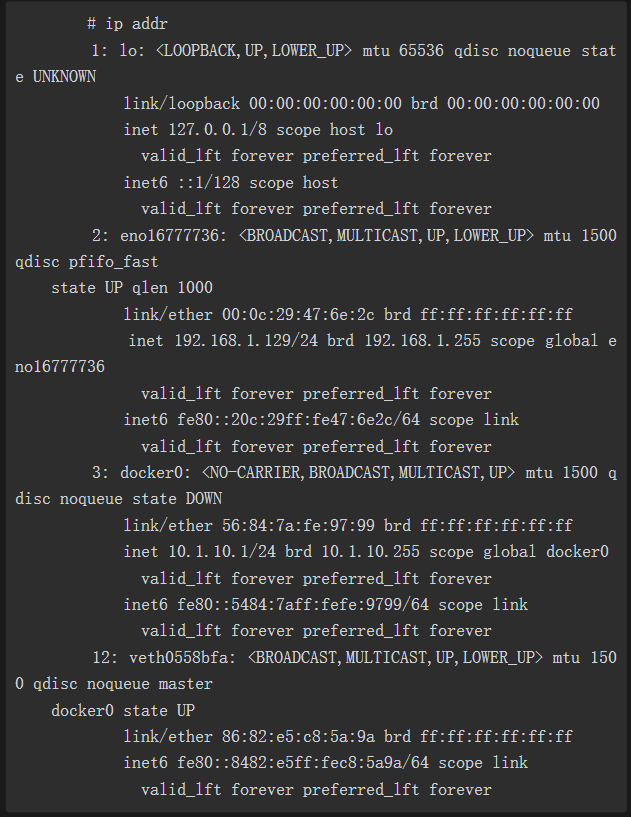 # ip addr
1: lo: <LOOPBACK,UP,LOWER_UP> mtu 65536 qdisc noqueue stat
e UNKNOWN
link/loopback 00:00:00:00:00:00 brd 00:00:00:00:00:00
inet 127.0.0.1/8 scope host lo
valid_lft forever preferred_lft forever
inet6 ::1/128 scope host
valid_lft forever preferred_lft forever
2: eno16777736: <BROADCAST,MULTICAST,UP,LOWER_UP> mtu 1500
qdisc pfifo_fast
state UP qlen 1000
link/ether 00:0c:29:47:6e:2c brd ff:ff:ff:ff:ff:ff
inet 192.168.1.129/24 brd 192.168.1.255 scope global e
no16777736
valid_lft forever preferred_lft forever
inet6 fe80::20c:29ff:fe47:6e2c/64 scope link
valid_lft forever preferred_lft forever
3: docker0: <NO-CARRIER,BROADCAST,MULTICAST,UP> mtu 1500 q
disc noqueue state DOWN
link/ether 56:84:7a:fe:97:99 brd ff:ff:ff:ff:ff:ff
inet 10.1.10.1/24 brd 10.1.10.255 scope global docker0
valid_lft forever preferred_lft forever
inet6 fe80::5484:7aff:fefe:9799/64 scope link
valid_lft forever preferred_lft forever
12: veth0558bfa: <BROADCAST,MULTICAST,UP,LOWER_UP> mtu 150
0 qdisc noqueue master
docker0 state UP
link/ether 86:82:e5:c8:5a:9a brd ff:ff:ff:ff:ff:ff
inet6 fe80::8482:e5ff:fec8:5a9a/64 scope link
valid_lft forever preferred_lft forever